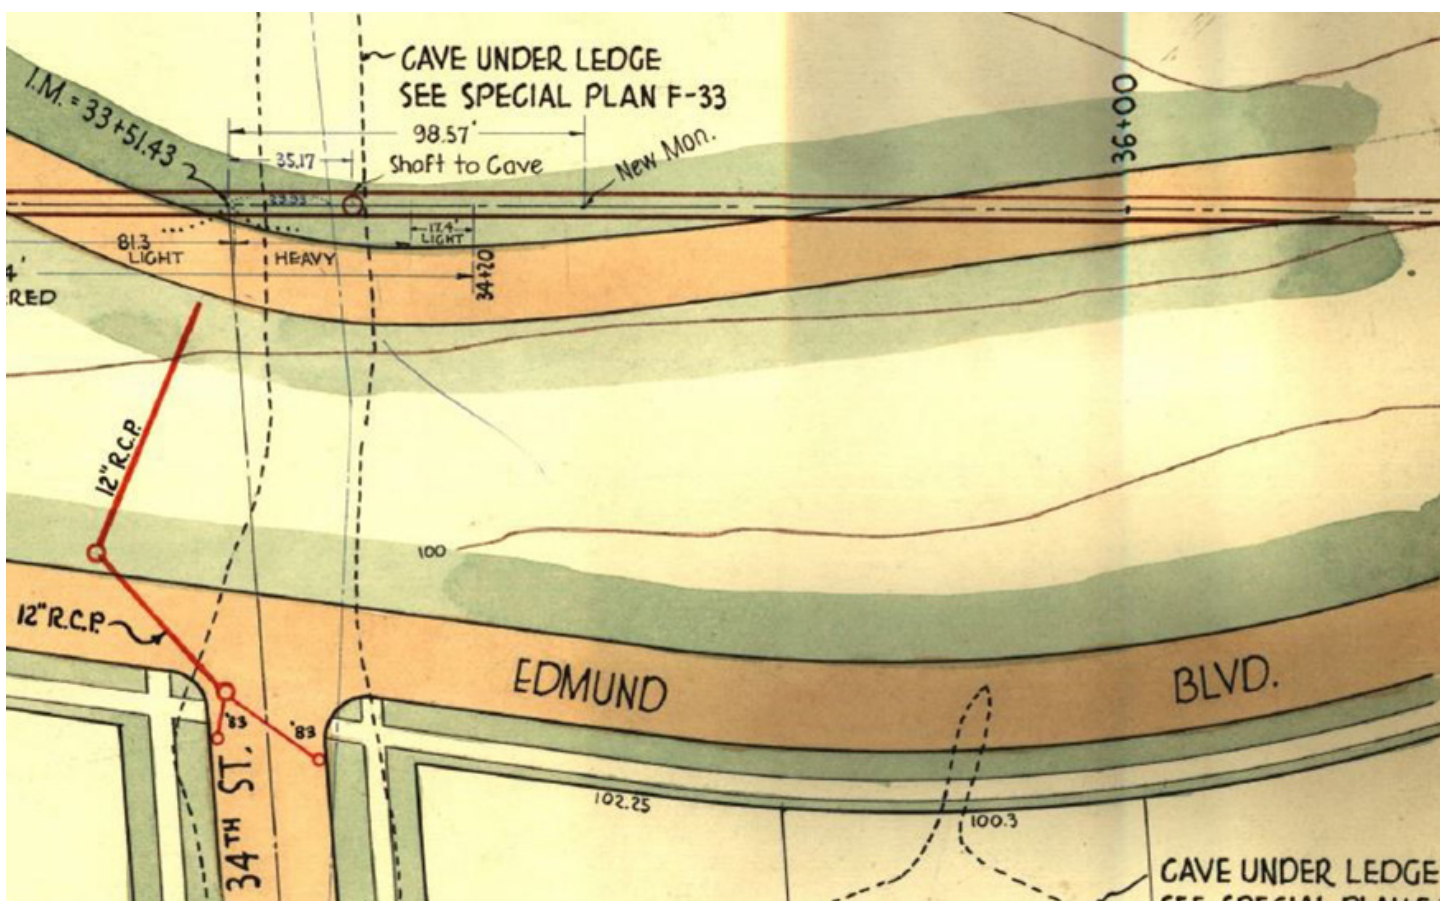 CAVE UNDER LEDGE
SEE SPECIAL PLAN F-33
I.M. = 33+51.43
98.57'
35.17
Shaft to Cave
New Mon.
36+00
17.4'
LIGHT
81.3
LIGHT
HEAVY
34+20
4'
RED
12" R.C.P.
100
12" R.C.P.
EDMUND
BLVD.
'83
'83
34TH ST.
102.25
100.3
CAVE UNDER LEDGE